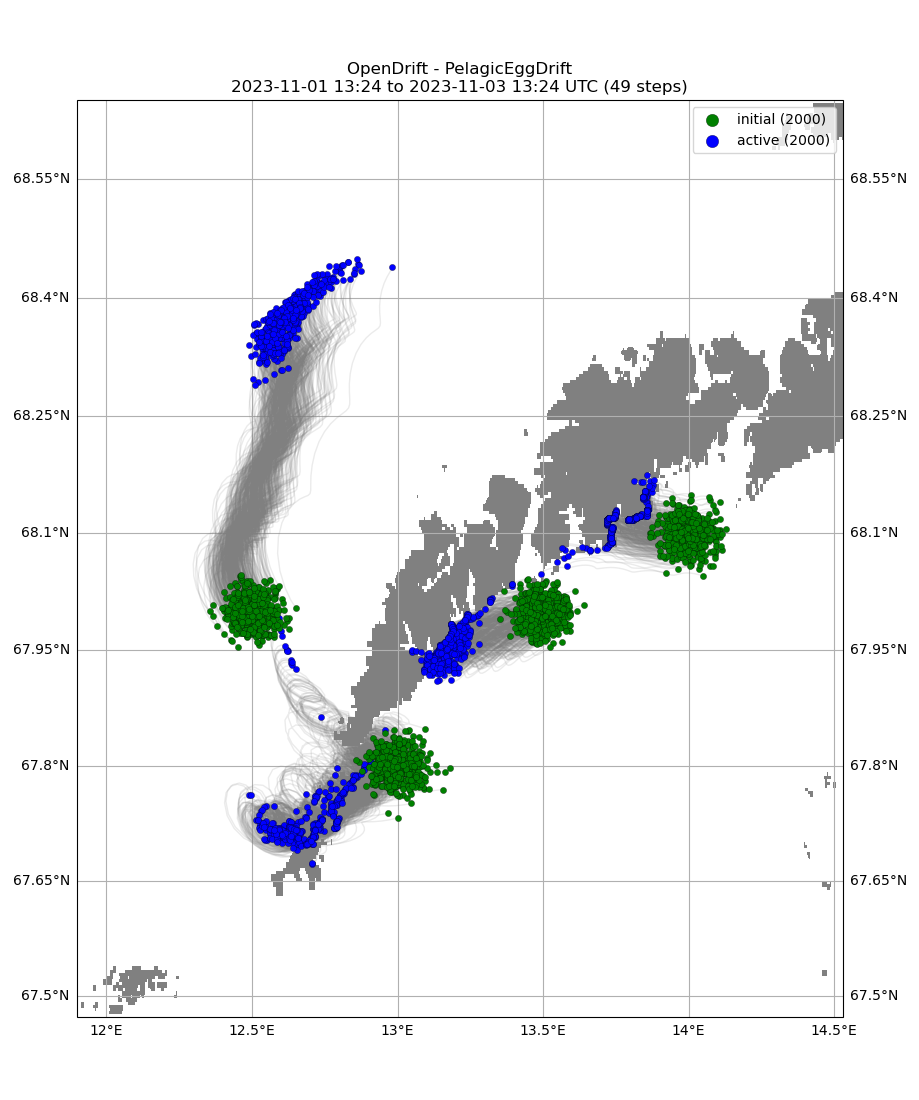 OpenDrift - PelagicEggDrift
2023-11-01 13:24 to 2023-11-03 13:24 UTC (49 steps)
initial (2000)
active (2000)
68.55°N
68.55°N
68.4°N
68.4°N
68.25°N
68.25°N
68.1°N
68.1°N
67.95°N
67.95°N
67.8°N
67.8°N
67.65°N
67.65°N
67.5°N
67.5°N
12°E
12.5°E
13°E
13.5°E
14°E
14.5°E